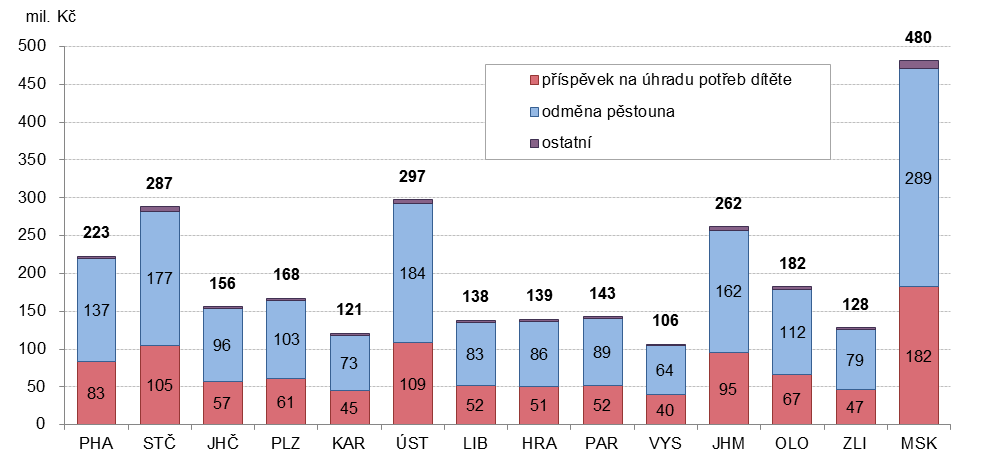 mil. Kč
500
450
400
350
300
250
200
150
100
50
0
příspěvek na úhradu potřeb dítěte
odměna pěstouna
ostatní
223 287 156 168 121 297 138 139 143 106 262 182 128 480
137 177 96 103 73 184 83 86 89 64 162 112 79 289
83 105 57 61 45 109 52 51 52 40 95 67 47 182
PHA STČ JHČ PLZ KAR ÚST LIB HRA PAR VYS JHM OLO ZLI MSK